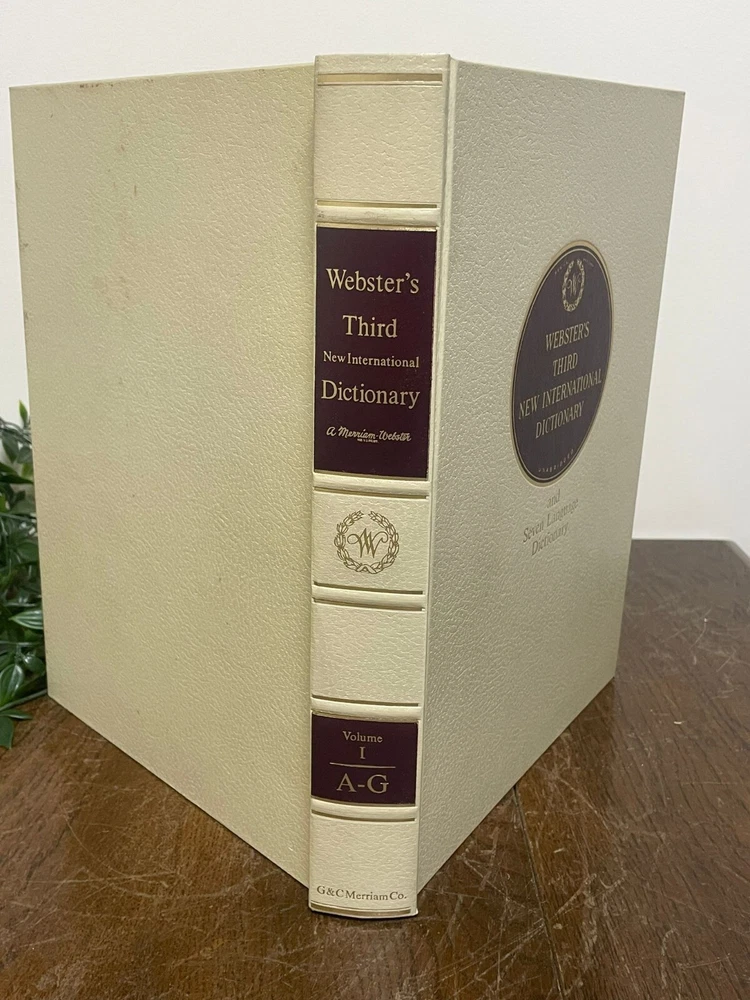 Webster's
Third
New International
Dictionary
A Merriam-Webster
W
Volume
I
A-G
G&C Merriam Co.
W
WEBSTER'S
THIRD
NEW INTERNATIONAL
DICTIONARY
UNABRIDGED
and
Seven Language
Dictionary